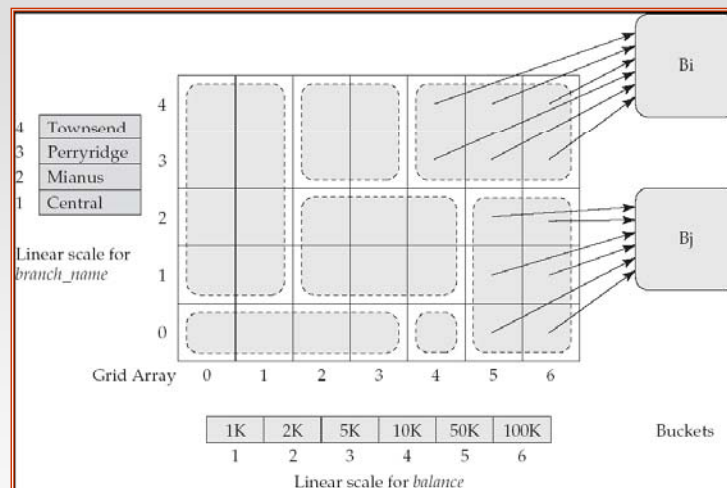 Bi
4
4 Townsend
3 Perryridge
2 Mianus
1 Central
3
Linear scale for
branch_name
2
Bj
1
0
Grid Array 0 1 2 3 4 5 6
1K 2K 5K 10K 50K 100K
1 2 3 4 5 6
Buckets
Linear scale for balance